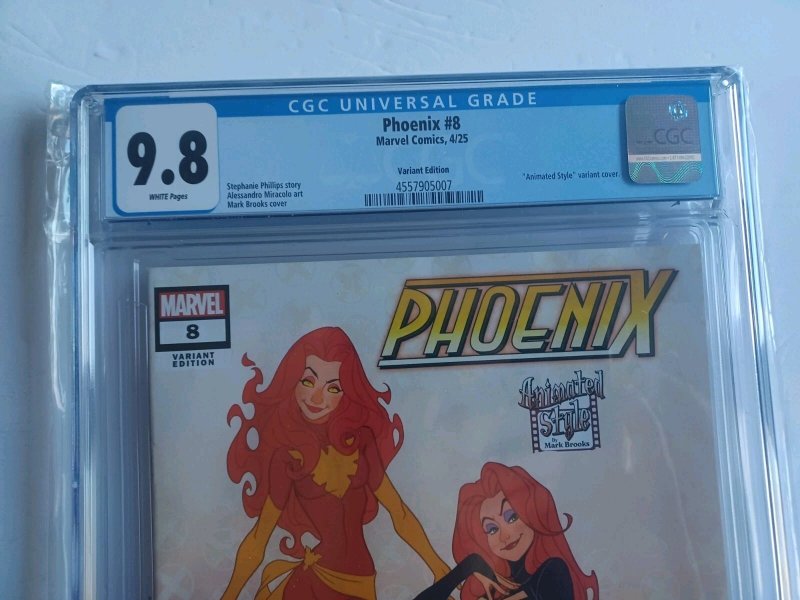 CGC UNIVERSAL GRADE
9.8
WHITE Pages
Phoenix #8
Marvel Comics, 4/25
Variant Edition
Stephanie Phillips story
Alessandro Miracolo art
Mark Brooks cover
4557905007
"Animated Style" variant cover.
CGC
MARVEL
8
VARIANT
EDITION
PHOENIX
Animated
Style
By
Mark Brooks